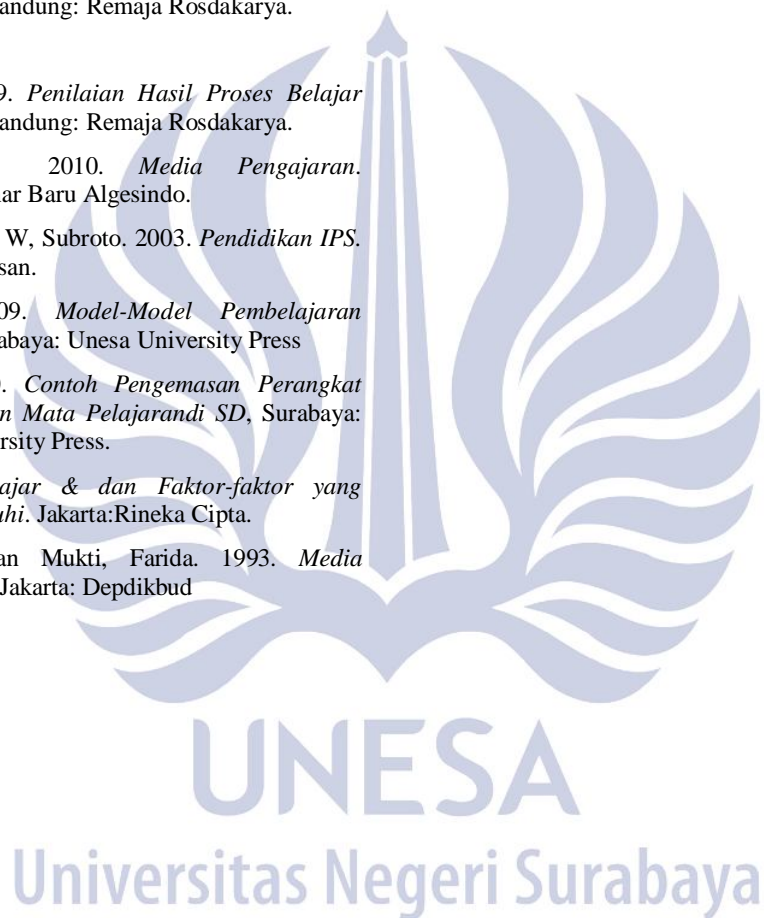 andung: Remaja Rosdakarya.
9. Penilaian Hasil Proses Belajar
andung: Remaja Rosdakarya.
2010. Media Pengajaran.
ar Baru Algesindo.
W, Subroto. 2003. Pendidikan IPS.
san.
09. Model-Model Pembelajaran
abaya: Unesa University Press
. Contoh Pengemasan Perangkat
n Mata Pelajarandi SD, Surabaya:
rsity Press.
ajar & dan Faktor-faktor yang
uhi. Jakarta:Rineka Cipta.
an Mukti, Farida. 1993. Media
Jakarta: Depdikbud
UNESA
Universitas Negeri Surabaya